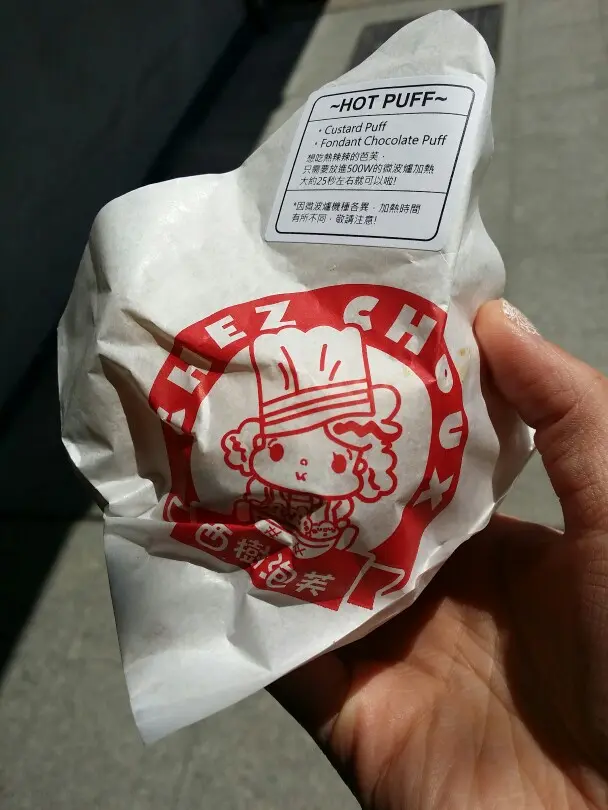 ~HOT PUFF~
・Custard Puff
・Fondant Chocolate Puff
想吃熱辣辣的芭芙,
只需要放進500W的微波爐加熱
大約25秒左右就可以啦!
*因微波爐機種各異，加熱時間
有所不同，敬請注意!
CHEZ CHOUX
樹泡芙